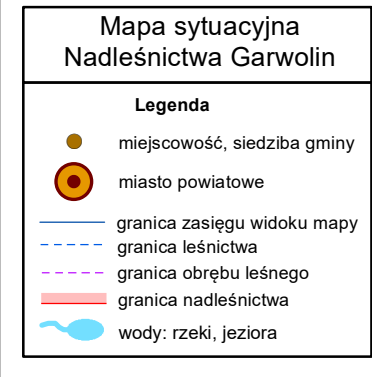 Mapa sytuacyjna
Nadleśnictwa Garwolin
Legenda
miejscowość, siedziba gminy
miasto powiatowe
granica zasięgu widoku mapy
granica leśnictwa
granica obrębu leśnego
granica nadleśnictwa
wody: rzeki, jeziora